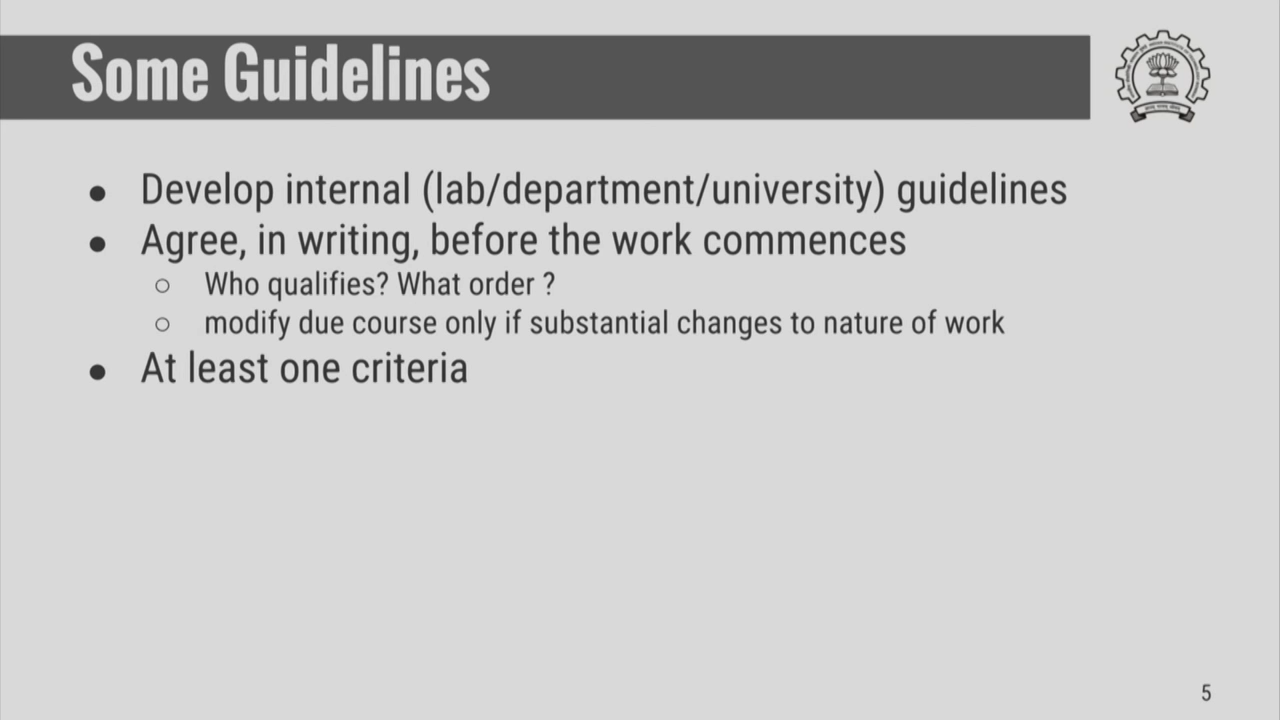 Some Guidelines
● Develop internal (lab/department/university) guidelines
● Agree, in writing, before the work commences
○ Who qualifies? What order ?
○ modify due course only if substantial changes to nature of work
● At least one criteria
5